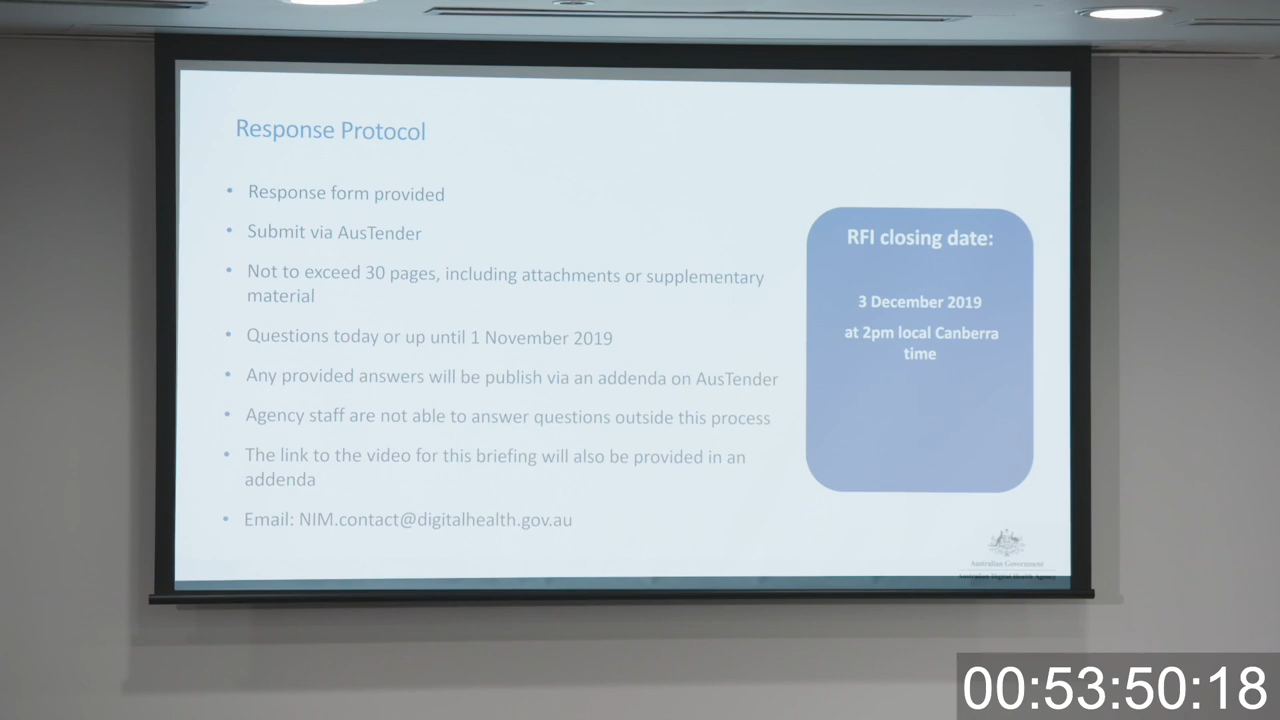 Response Protocol
• Response form provided
• Submit via AusTender
• Not to exceed 30 pages, including attachments or supplementary
material
• Questions today or up until 1 November 2019
• Any provided answers will be publish via an addenda on AusTender
• Agency staff are not able to answer questions outside this process
• The link to the video for this briefing will also be provided in an
addenda
• Email: NIM.contact@digitalhealth.gov.au
RFI closing date:
3 December 2019
at 2pm local Canberra
time
Australian Government
Australian Digital Health Agency
00:53:50:18